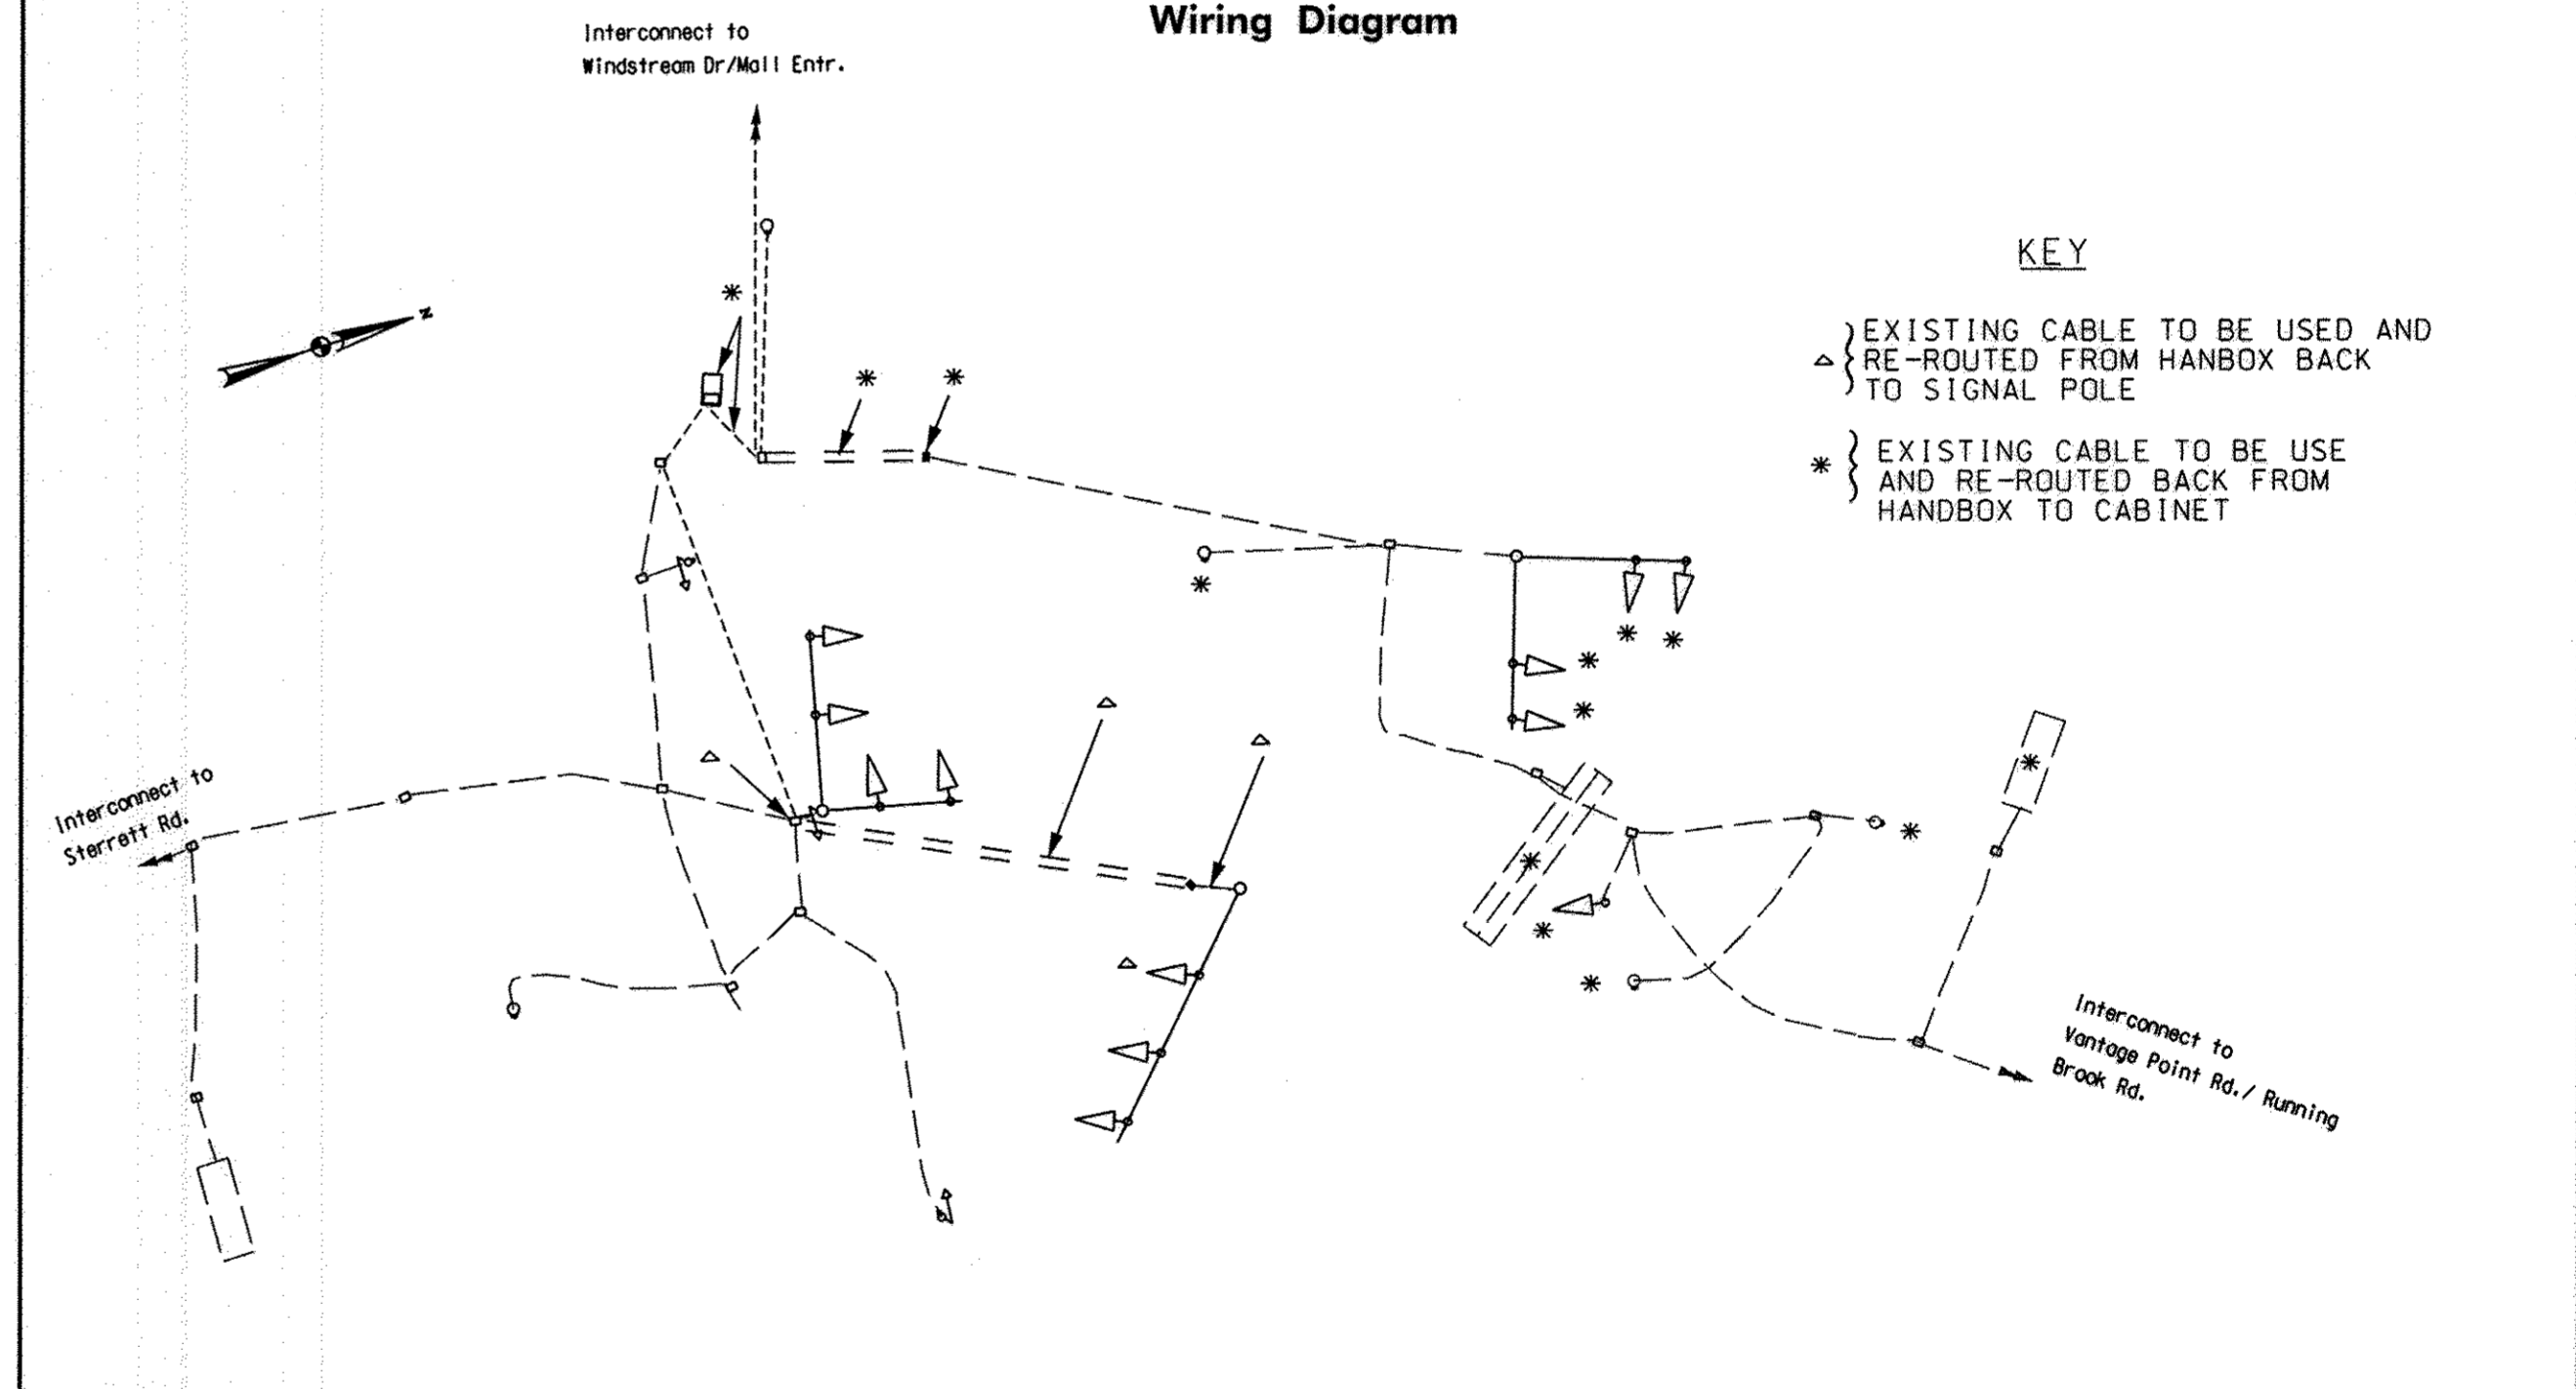 Wiring Diagram
Interconnect to
Windstream Dr/Mall Entr.
N
KEY
△ EXISTING CABLE TO BE USED AND
RE-ROUTED FROM HANBOX BACK
TO SIGNAL POLE
* EXISTING CABLE TO BE USE
AND RE-ROUTED BACK FROM
HANDBOX TO CABINET
Interconnect to
Sterrett Rd.
Interconnect to
Vantage Point Rd./ Running
Brook Rd.